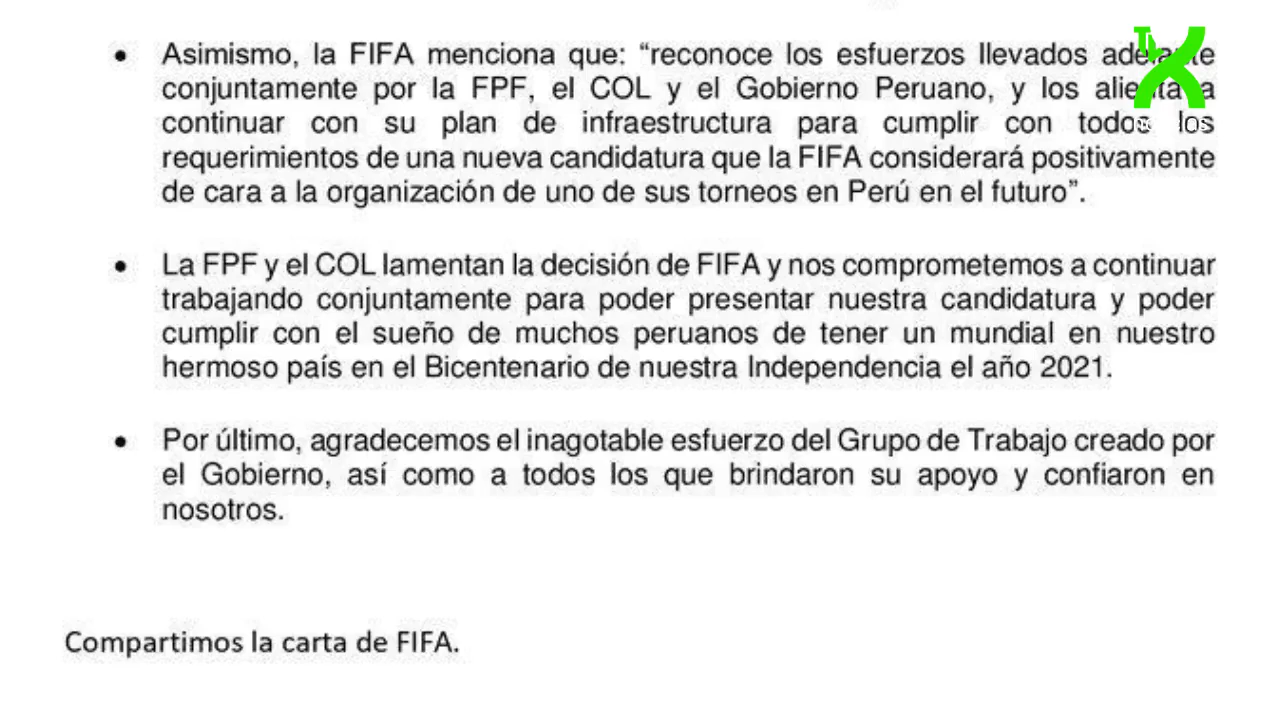 • Asimismo, la FIFA menciona que: “reconoce los esfuerzos llevados adelante
conjuntamente por la FPF, el COL y el Gobierno Peruano, y los alienta a
continuar con su plan de infraestructura para cumplir con todos los
requerimientos de una nueva candidatura que la FIFA considerará positivamente
de cara a la organización de uno de sus torneos en Perú en el futuro”.
• La FPF y el COL lamentan la decisión de FIFA y nos comprometemos a continuar
trabajando conjuntamente para poder presentar nuestra candidatura y poder
cumplir con el sueño de muchos peruanos de tener un mundial en nuestro
hermoso país en el Bicentenario de nuestra Independencia el año 2021.
• Por último, agradecemos el inagotable esfuerzo del Grupo de Trabajo creado por
el Gobierno, así como a todos los que brindaron su apoyo y confiaron en
nosotros.
Compartimos la carta de FIFA.